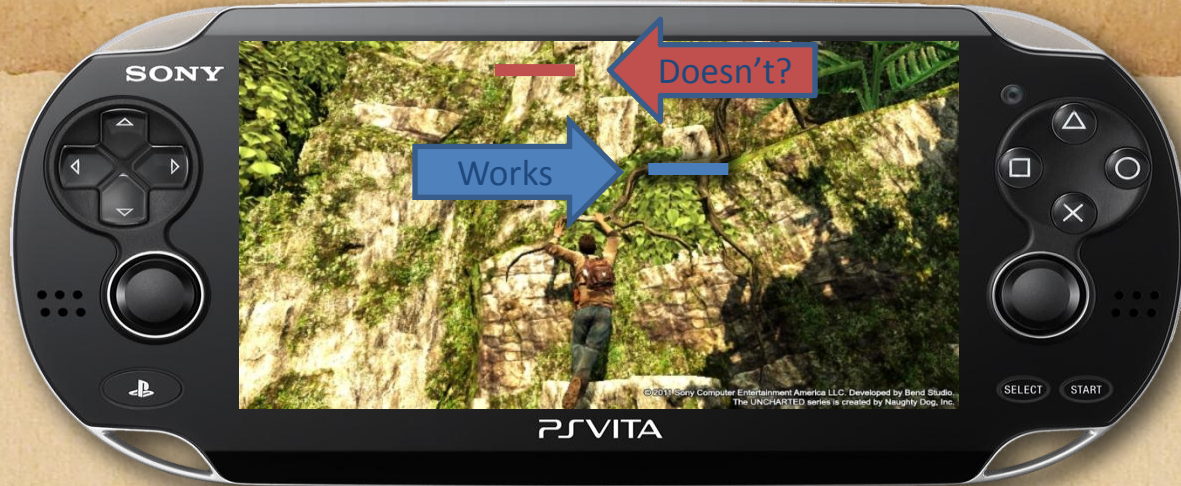 SONY
Doesn't?
Works
© 2011 Sony Computer Entertainment America LLC. Developed by Bend Studio.
The UNCHARTED series is created by Naughty Dog, Inc.
SELECT START
PSVITA